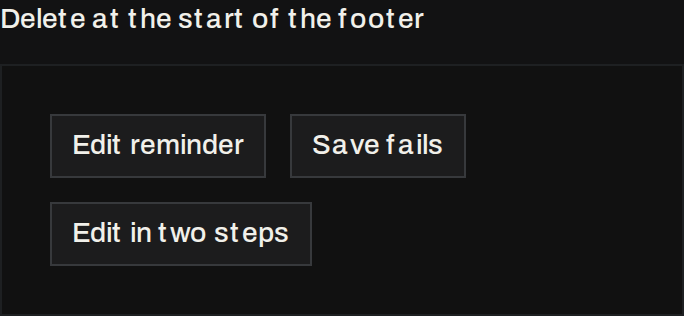 Delete at the start of the footer
Edit reminder
Save fails
Edit in two steps